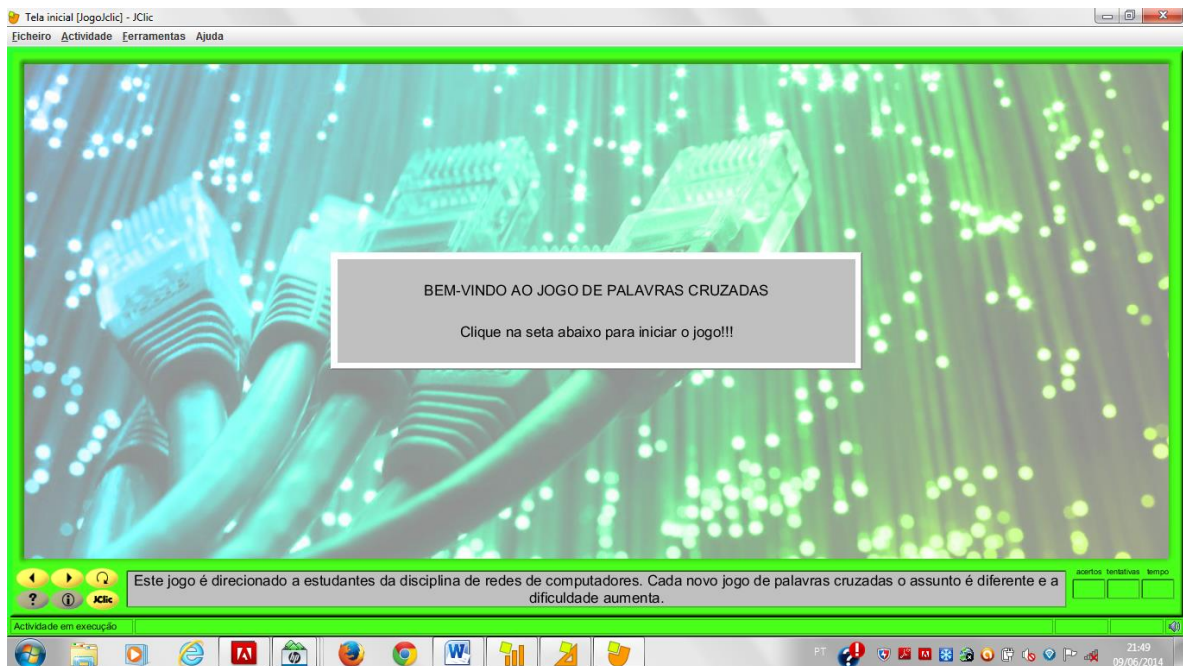 Tela inicial [JogoJclic] - JClic
Ficheiro Actividade Ferramentas Ajuda
BEM-VINDO AO JOGO DE PALAVRAS CRUZADAS
Clique na seta abaixo para iniciar o jogo!!!
Este jogo é direcionado a estudantes da disciplina de redes de computadores. Cada novo jogo de palavras cruzadas o assunto é diferente e a
dificuldade aumenta.
acertos tentativas tempo
? i JClic
Actividade em execução
hp W PT 21:49
09/06/2014